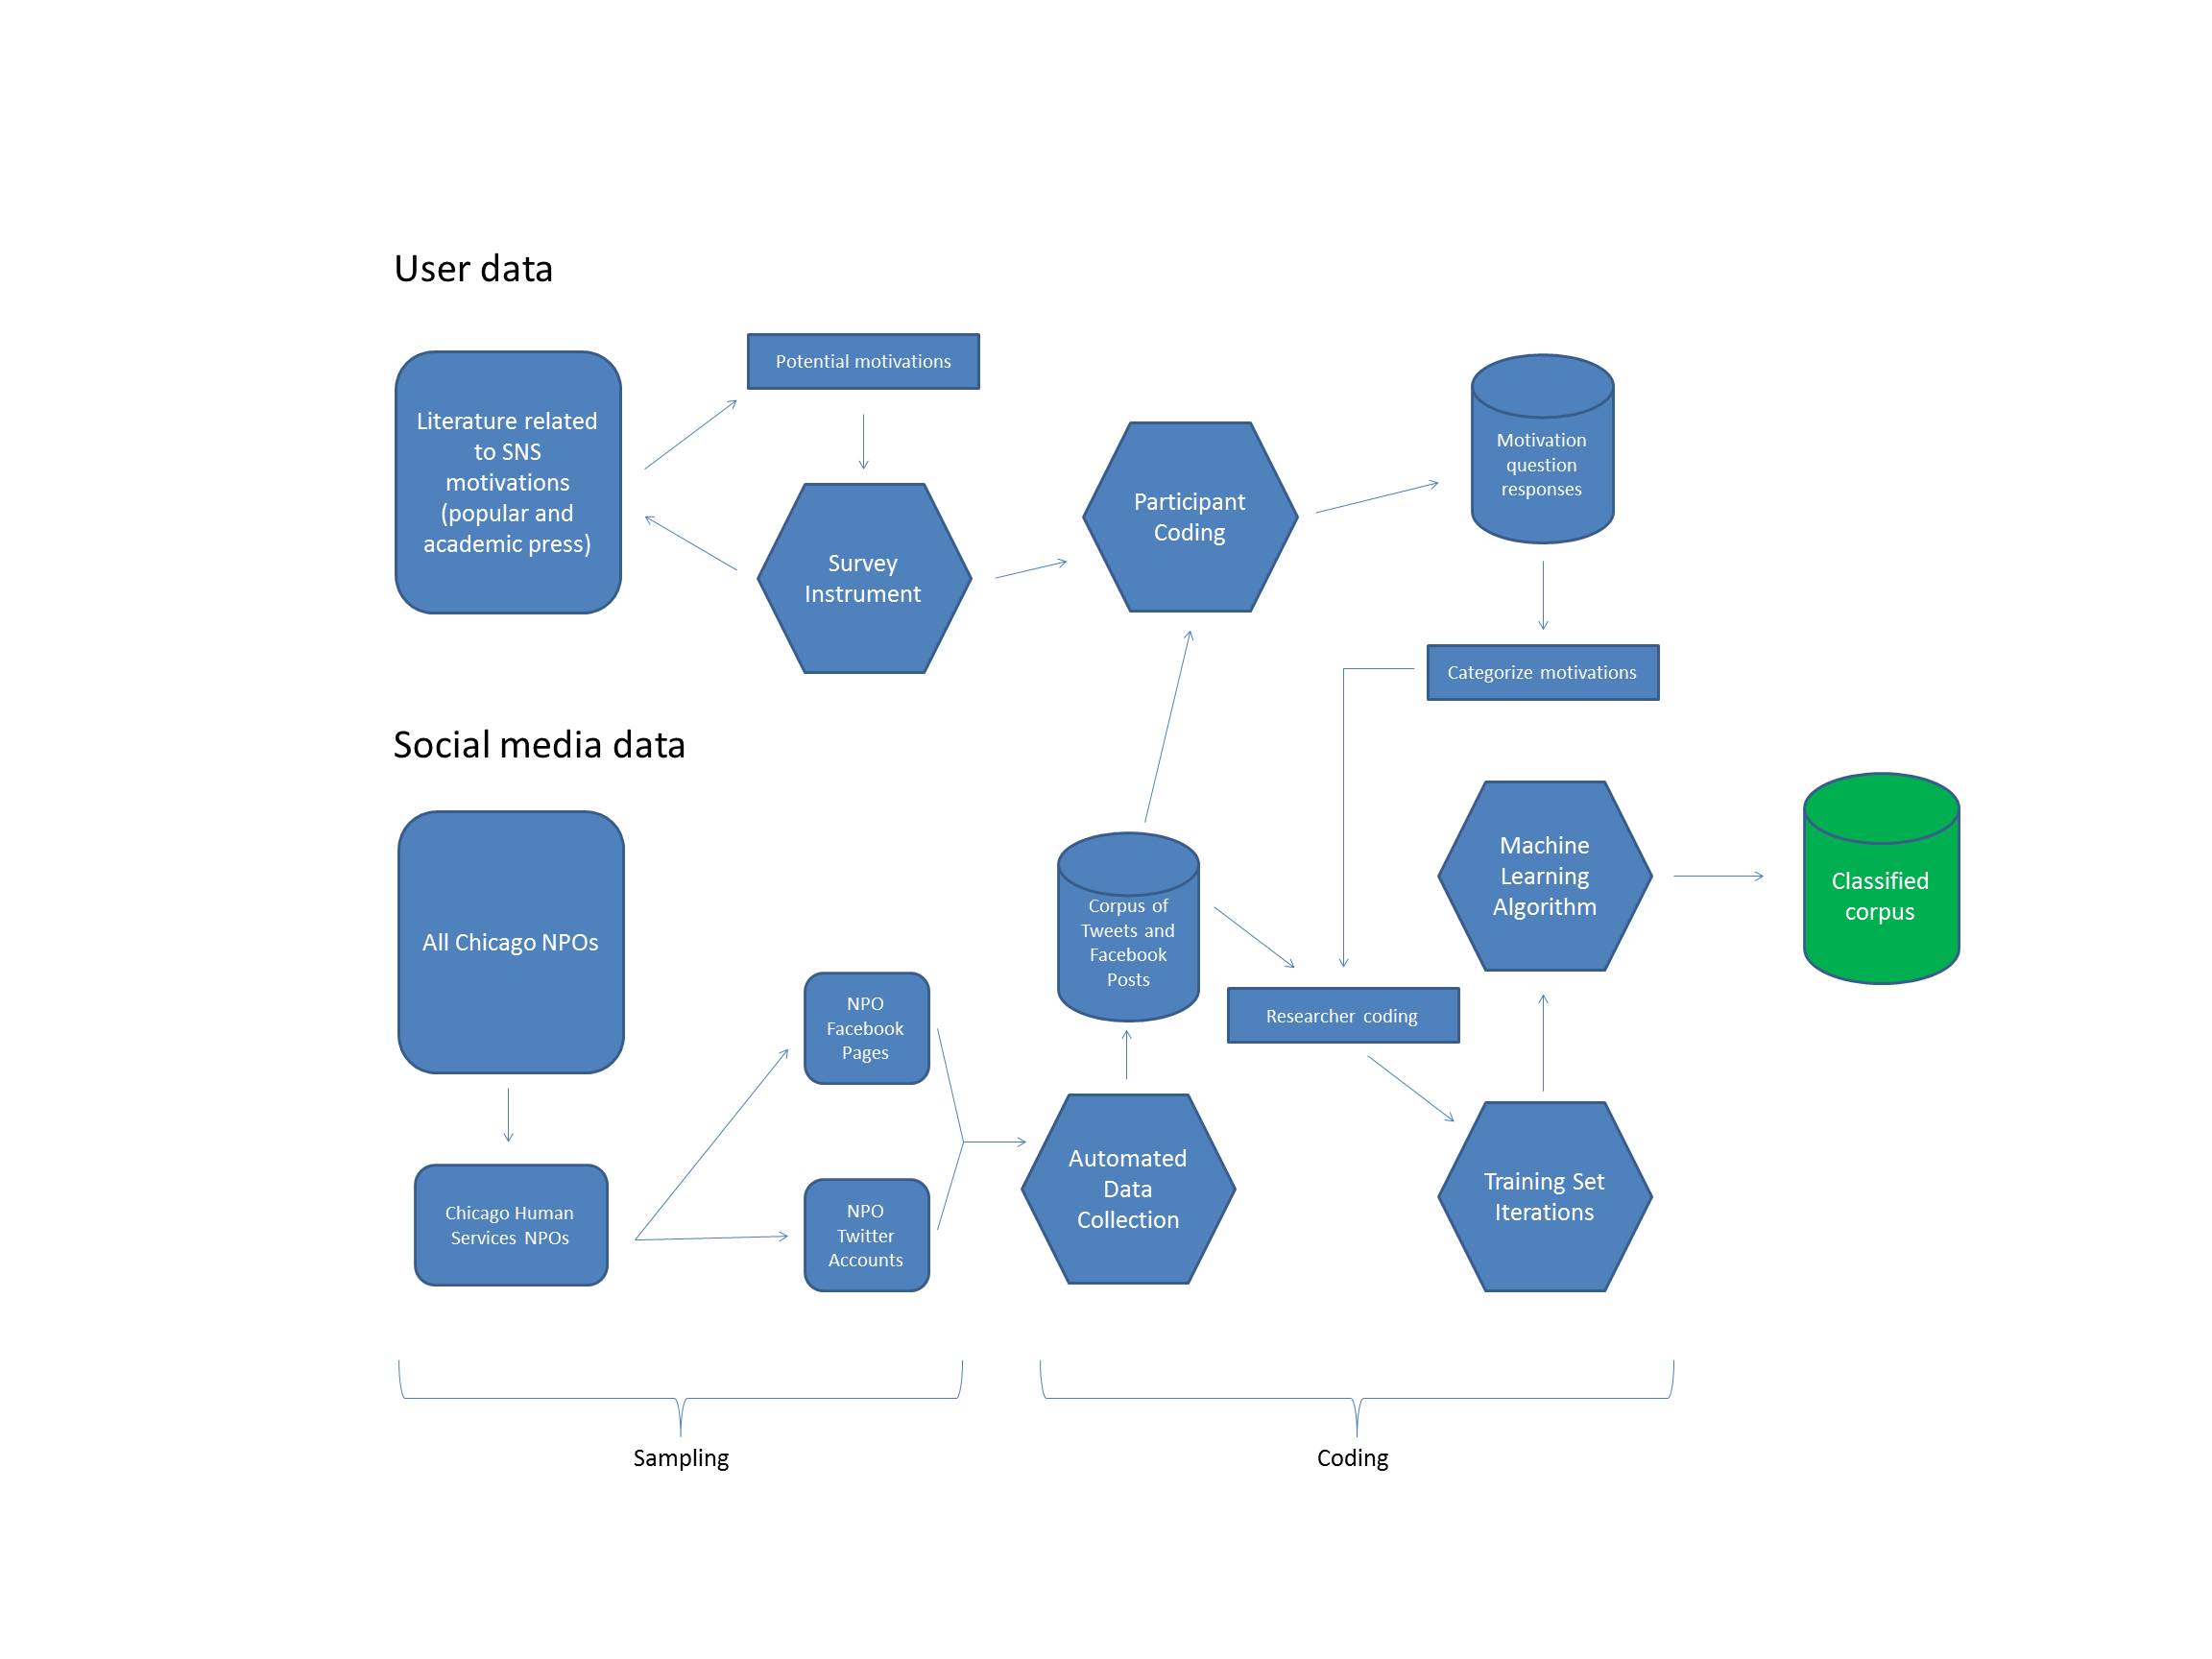 User data
Potential motivations
Literature related
to SNS
motivations
(popular and
academic press)
Survey
Instrument
Participant
Coding
Motivation
question
responses
Categorize motivations
Social media data
All Chicago NPOs
Chicago Human
Services NPOs
NPO
Facebook
Pages
NPO
Twitter
Accounts
Automated
Data
Collection
Corpus of
Tweets and
Facebook
Posts
Researcher coding
Training Set
Iterations
Machine
Learning
Algorithm
Classified
corpus
Sampling
Coding